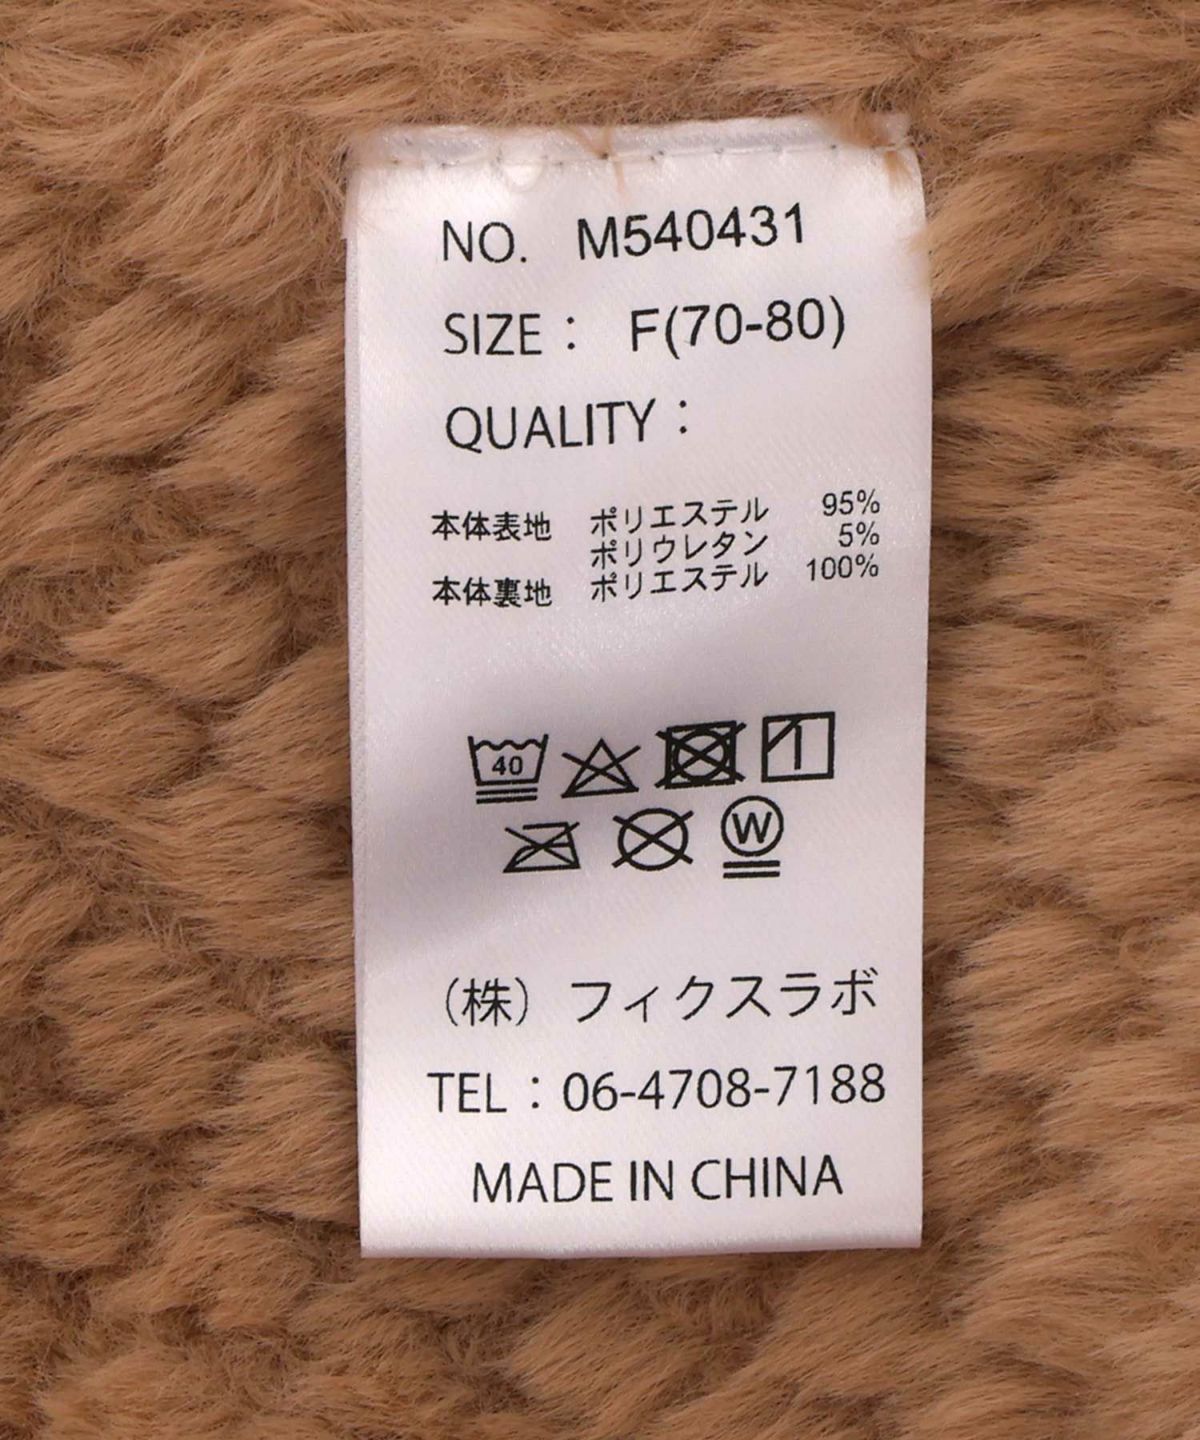 NO. M540431
SIZE： F(70-80)
QUALITY：
本体表地 ポリエステル 95%
ポリウレタン 5%
本体裏地 ポリエステル 100%
40
W
（株）フィクスラボ
TEL：06-4708-7188
MADE IN CHINA